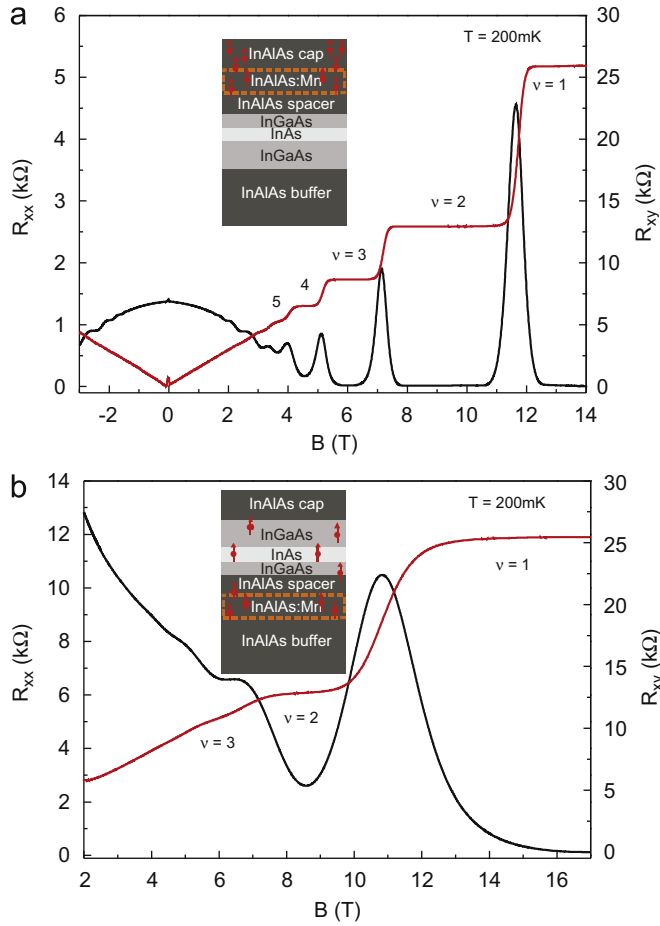 a
6
5
4
3
2
1
0
R_xx (kΩ)
T = 200mK
InAlAs cap
InAlAs:Mn
InAlAs spacer
InGaAs
InAs
InGaAs
InAlAs buffer
5
4
ν = 3
ν = 2
ν = 1
30
25
20
15
10
5
0
R_xy (kΩ)
-2 0 2 4 6 8 10 12 14
B (T)
b
14
12
10
8
6
4
2
0
R_xx (kΩ)
T = 200mK
InAlAs cap
InGaAs
InAs
InGaAs
InAlAs spacer
InAlAs:Mn
InAlAs buffer
ν = 3
ν = 2
ν = 1
30
25
20
15
10
5
0
R_xy (kΩ)
2 4 6 8 10 12 14 16
B (T)